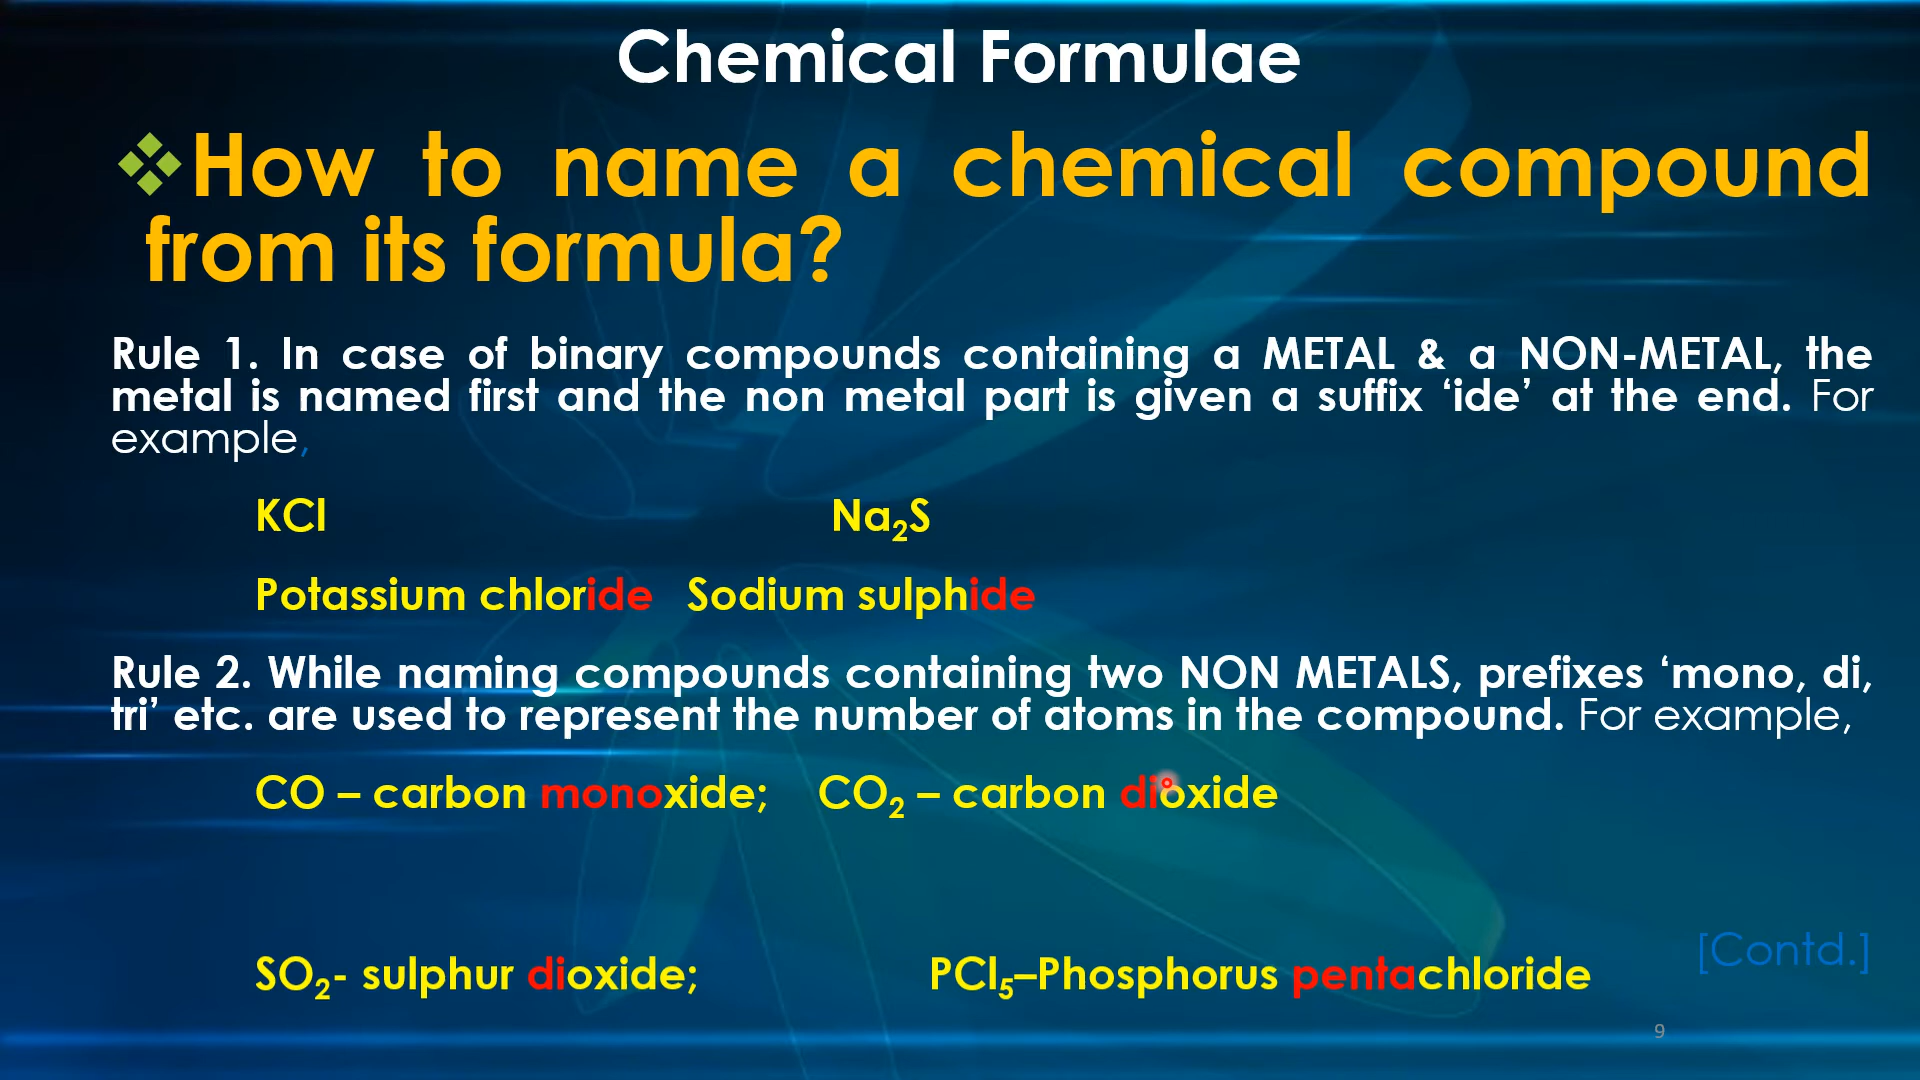 Chemical Formulae
❖How to name a chemical compound
from its formula?
Rule 1. In case of binary compounds containing a METAL & a NON-METAL, the
metal is named first and the non metal part is given a suffix ‘ide’ at the end. For
example,
KCl Na₂S
Potassium chloride Sodium sulphide
Rule 2. While naming compounds containing two NON METALS, prefixes ‘mono, di,
tri’ etc. are used to represent the number of atoms in the compound. For example,
CO – carbon monoxide; CO₂ – carbon dioxide
[Contd.]
SO₂- sulphur dioxide; PCl₅–Phosphorus pentachloride
9